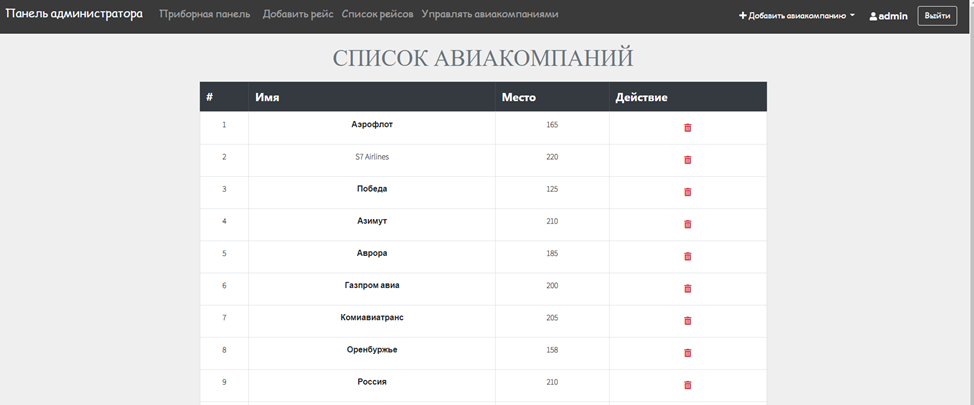 Панель администратора Приборная панель Добавить рейс Список рейсов Управлять авиакомпаниями Добавить авиакомпанию admin Выйти
СПИСОК АВИАКОМПАНИЙ
# Имя Место Действие
1 Аэрофлот 165
2 S7 Airlines 220
3 Победа 125
4 Азимут 210
5 Аврора 185
6 Газпром авиа 200
7 Комиавиатранс 205
8 Оренбуржье 158
9 Россия 210